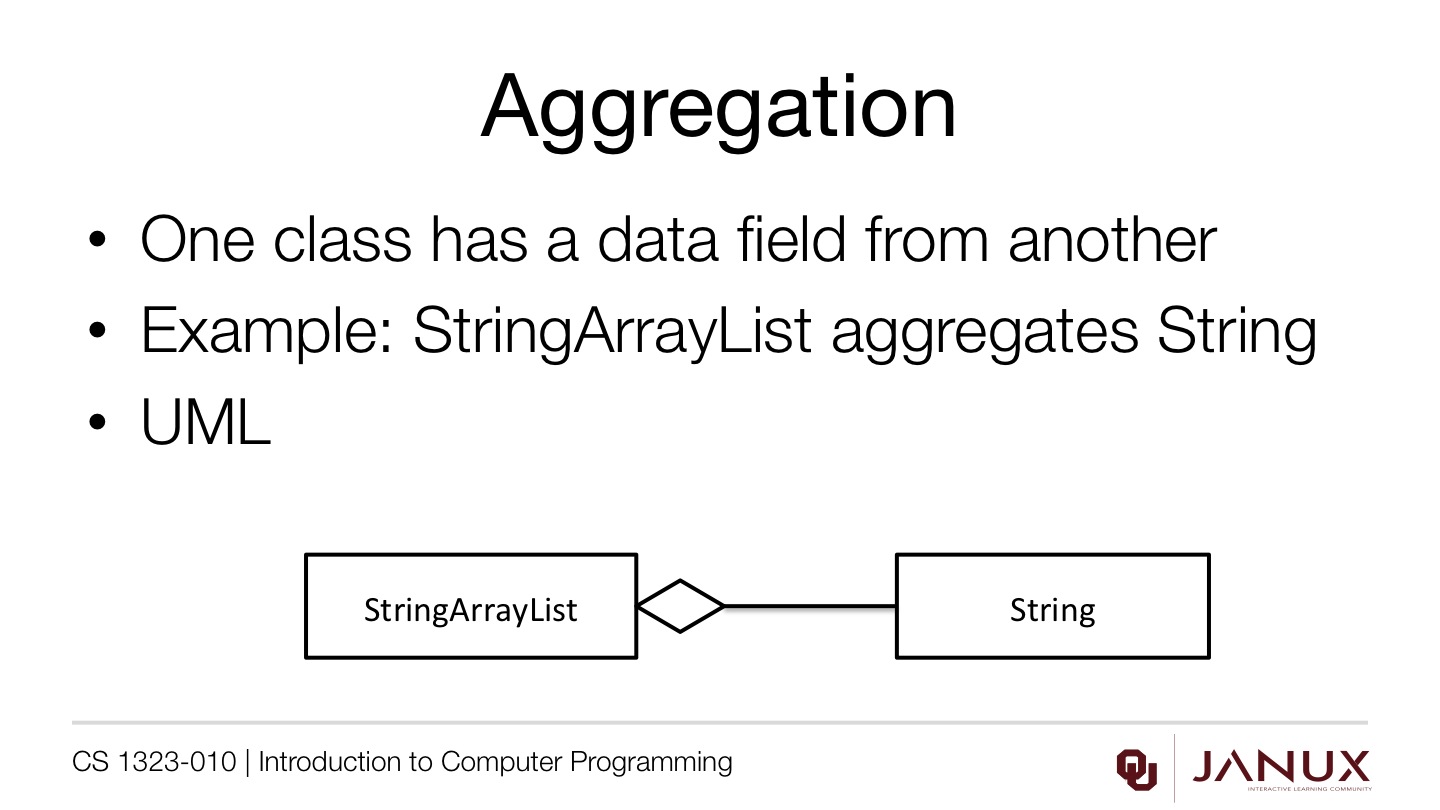 Aggregation
• One class has a data field from another
• Example: StringArrayList aggregates String
• UML
StringArrayList
String
CS 1323-010 | Introduction to Computer Programming
OU
JANUX
INTERACTIVE LEARNING COMMUNITY